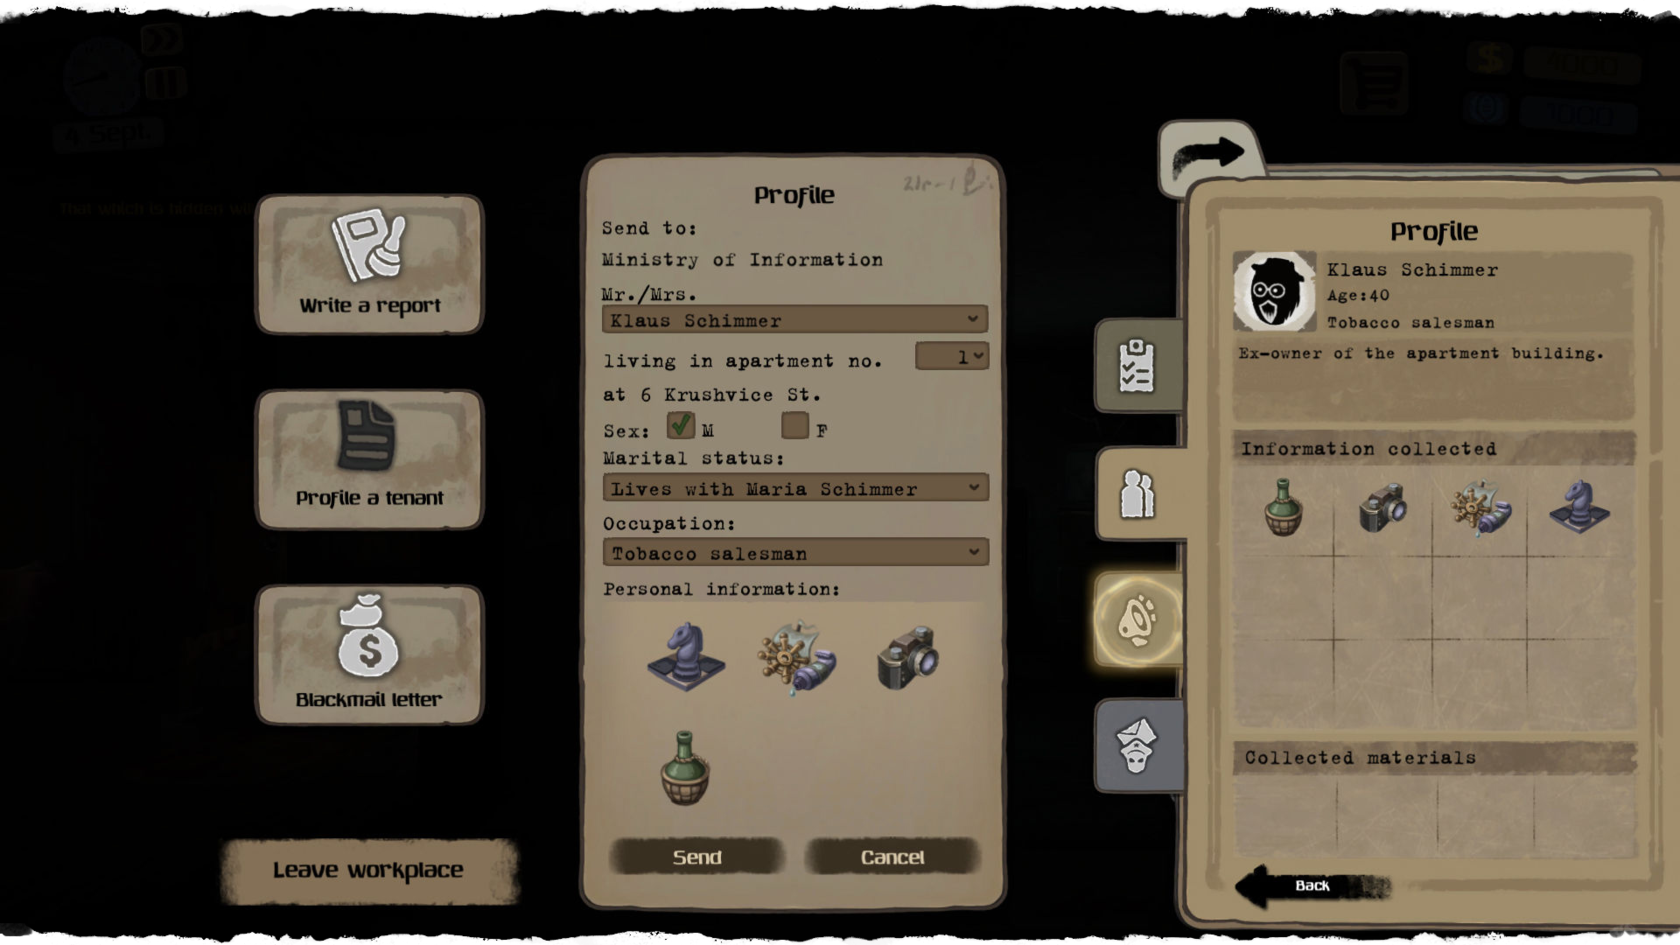 4 Sept.
Write a report
Profile a tenant
$
Blackmail letter
Leave workplace
Profile
Send to:
Ministry of Information
Mr./Mrs.
Klaus Schimmer
living in apartment no. 1
at 6 Krushvice St.
Sex: M F
Marital status:
Lives with Maria Schimmer
Occupation:
Tobacco salesman
Personal information:
Send Cancel
$
Profile
Klaus Schimmer
Age:40
Tobacco salesman
Ex-owner of the apartment building.
Information collected
Collected materials
Back